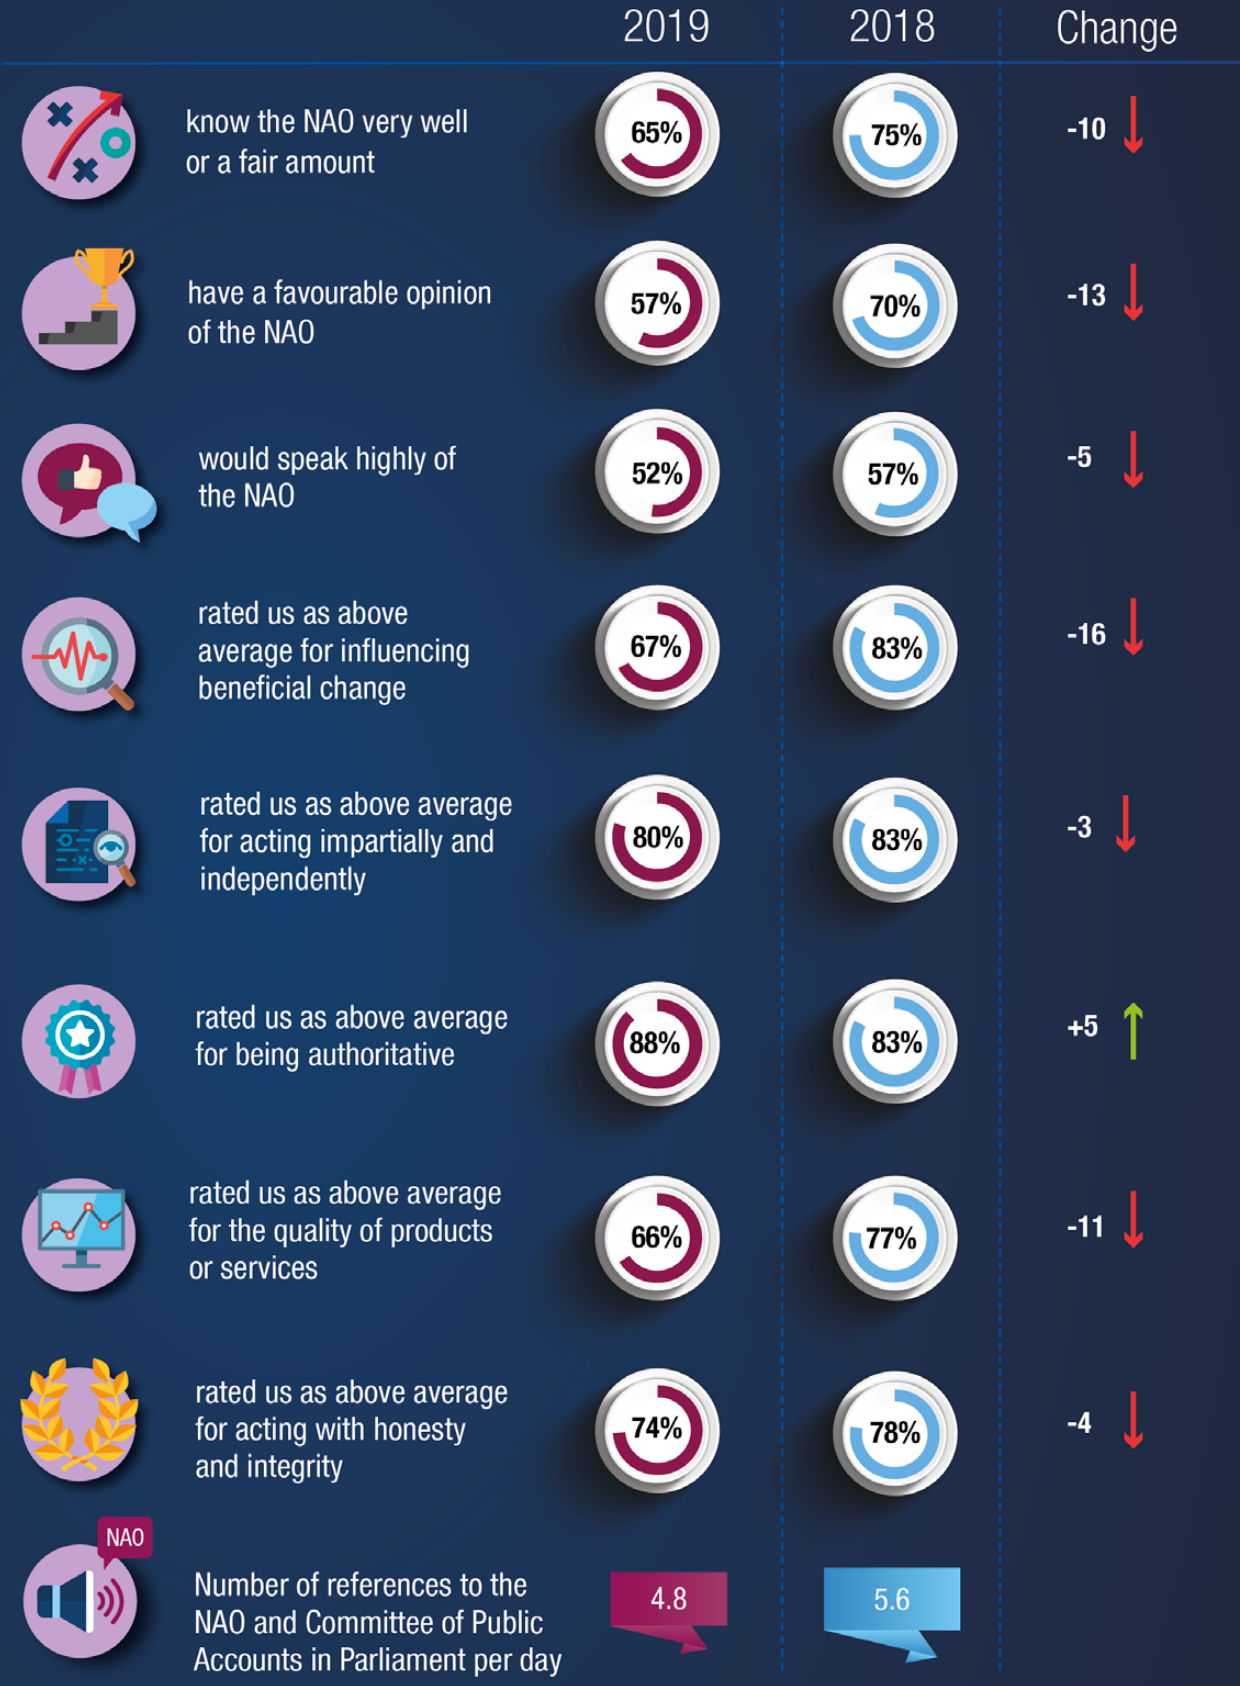 2019 2018 Change
know the NAO very well
or a fair amount
65% 75% -10
have a favourable opinion
of the NAO
57% 70% -13
would speak highly of
the NAO
52% 57% -5
rated us as above
average for influencing
beneficial change
67% 83% -16
rated us as above average
for acting impartially and
independently
80% 83% -3
rated us as above average
for being authoritative
88% 83% +5
rated us as above average
for the quality of products
or services
66% 77% -11
rated us as above average
for acting with honesty
and integrity
74% 78% -4
NAO
Number of references to the
NAO and Committee of Public
Accounts in Parliament per day
4.8 5.6